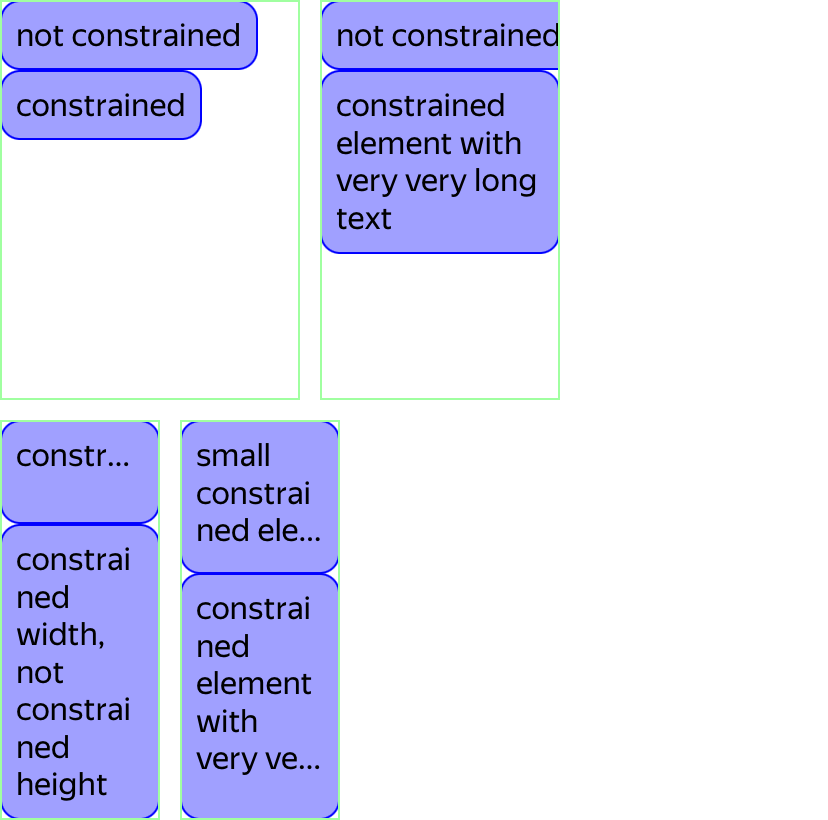 not constrained
constrained
not constrained
constrained
element with
very very long
text
constr...
constrai
ned
width,
not
constrai
ned
height
small
constrai
ned ele...
constrai
ned
element
with
very ve...